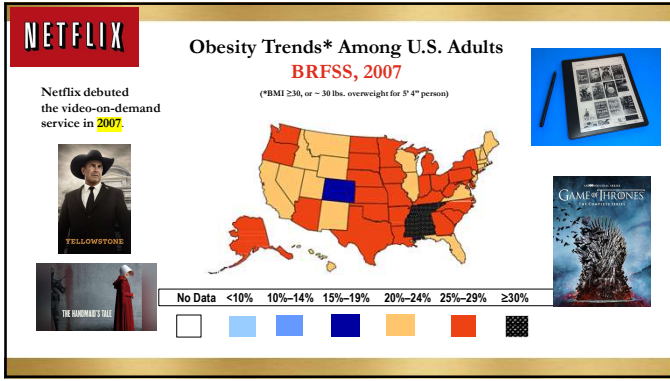 NETFLIX
Obesity Trends* Among U.S. Adults
BRFSS, 2007
(*BMI ≥30, or ~ 30 lbs. overweight for 5' 4" person)
Netflix debuted
the video-on-demand
service in 2007.
YELLOWSTONE
THE HANDMAID'S TALE
GAME OF THRONES
THE COMPLETE SERIES
No Data <10% 10%–14% 15%–19% 20%–24% 25%–29% ≥30%